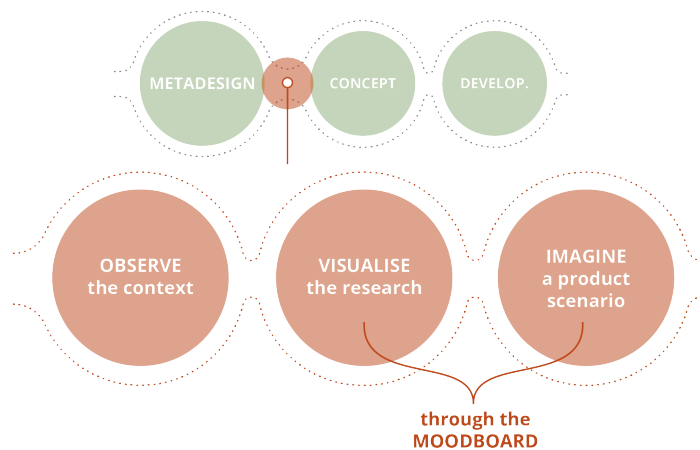 METADESIGN
CONCEPT
DEVELOP.
OBSERVE
the context
VISUALISE
the research
IMAGINE
a product
scenario
through the
MOODBOARD